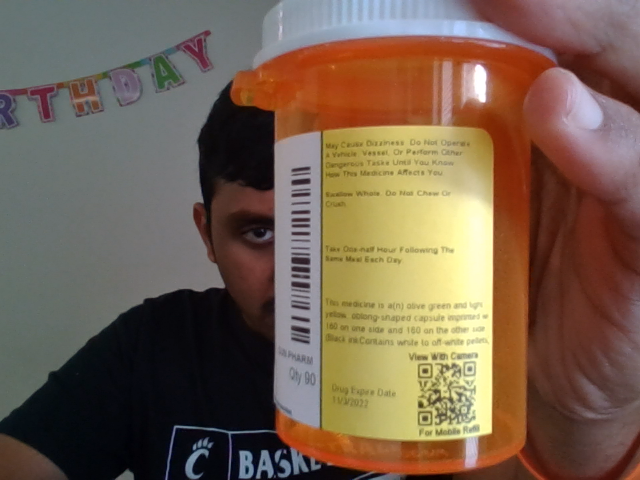 RTHDAY
May Cause Dizziness. Do Not Operate
A Vehicle, Vessel, Or Perform Other
Dangerous Tasks Until You Know
How This Medicine Affects You.
Swallow Whole. Do Not Chew Or
Crush.
Take One-half Hour Following The
Same Meal Each Day
This medicine is a(n) olive green and light
yellow, oblong-shaped capsule imprinted w
160 on one side and 160 on the other side
(Black ink Contains white to off-white pellets,
View With Camera
PHARM
Qty 90
Drug Expire Date
11/3/2022
For Mobile Refill
C
BASKE